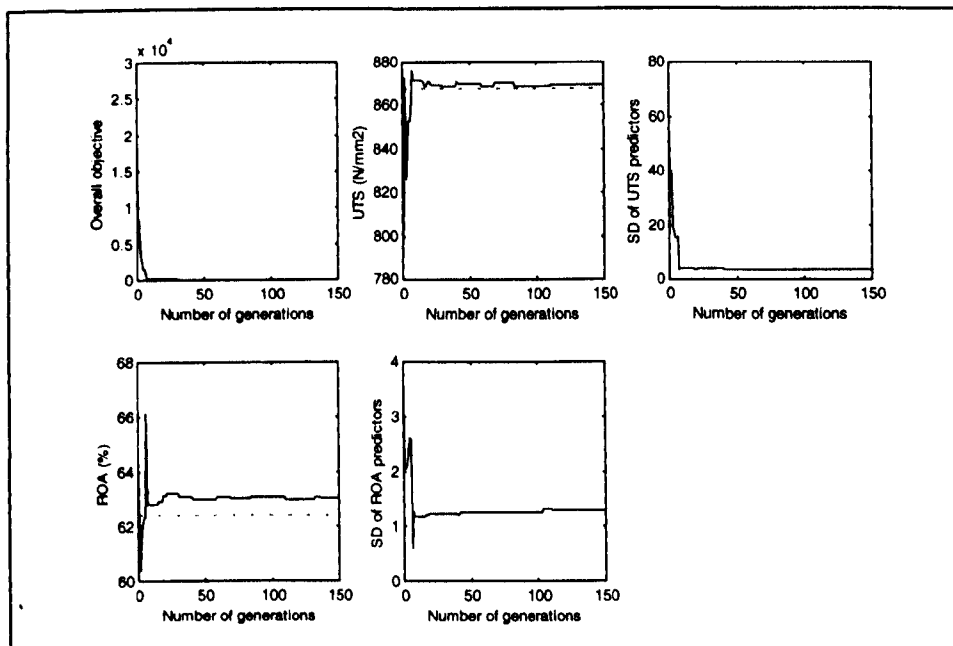 x 10^4
3
2.5
2
1.5
1
0.5
0
Overall objective
0 50 100 150
Number of generations
880
860
840
820
800
780
UTS (N/mm2)
0 50 100 150
Number of generations
80
60
40
20
0
SD of UTS predictors
0 50 100 150
Number of generations
68
66
64
62
60
ROA (%)
0 50 100 150
Number of generations
4
3
2
1
0
SD of ROA predictors
0 50 100 150
Number of generations